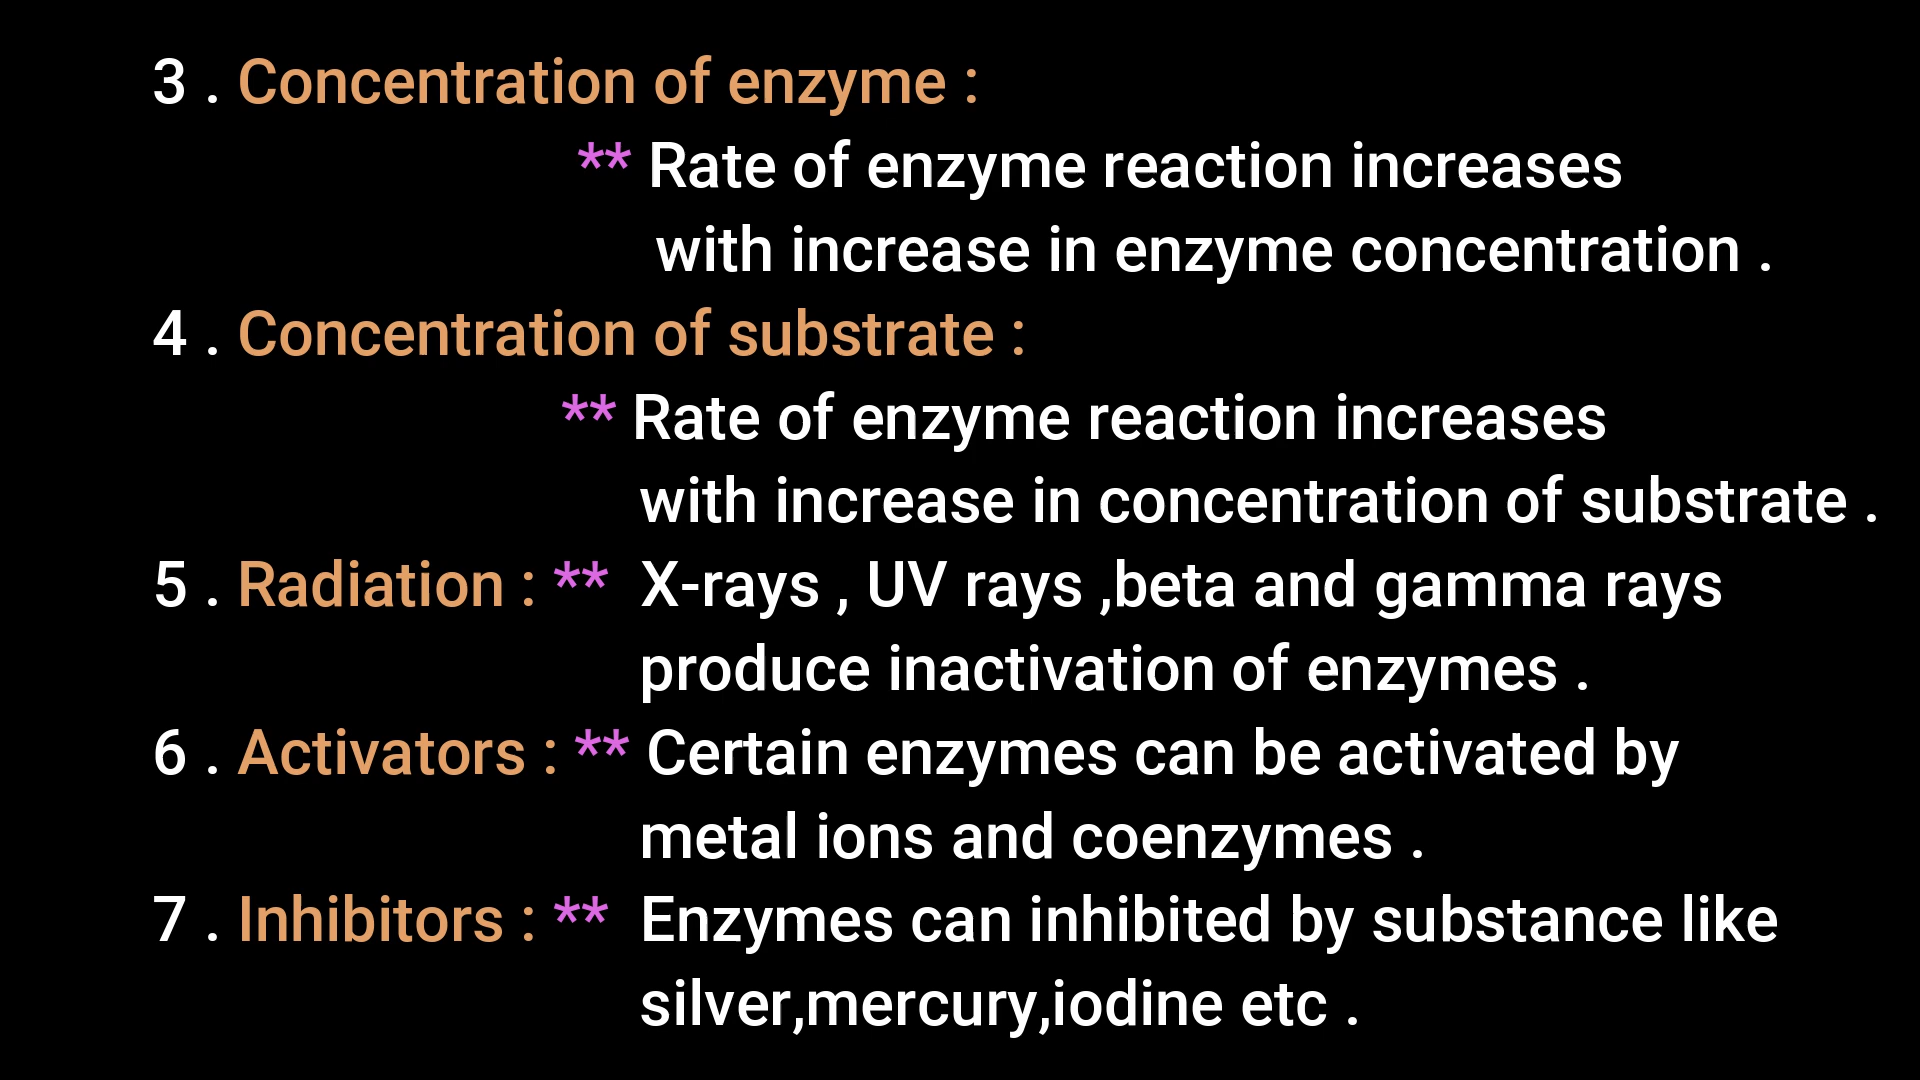 3 . Concentration of enzyme :
** Rate of enzyme reaction increases
with increase in enzyme concentration .
4 . Concentration of substrate :
** Rate of enzyme reaction increases
with increase in concentration of substrate .
5 . Radiation : ** X-rays , UV rays ,beta and gamma rays
produce inactivation of enzymes .
6 . Activators : ** Certain enzymes can be activated by
metal ions and coenzymes .
7 . Inhibitors : ** Enzymes can inhibited by substance like
silver,mercury,iodine etc .